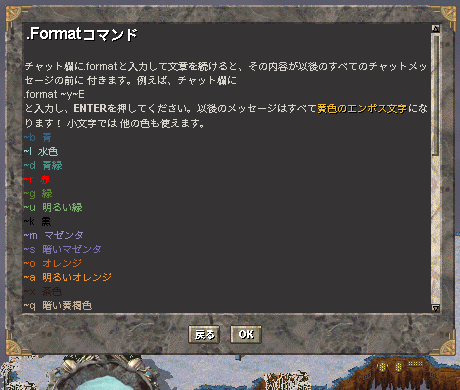 .Formatコマンド
チャット欄に.formatと入力して文章を続けると、その内容が以後のすべてのチャットメッ
セージの前に 付きます。例えば、チャット欄に
.format ~y~E
と入力し、ENTERを押してください。以後のメッセージはすべて黄色のエンボス文字にな
ります！ 小文字では 他の色も使えます。
~b 青
~l 水色
~d 青緑
~r 赤
~g 緑
~u 明るい緑
~k 黒
~m マゼンタ
~s 暗いマゼンタ
~o オレンジ
~a 明るいオレンジ
~q 暗い黄褐色
戻る OK